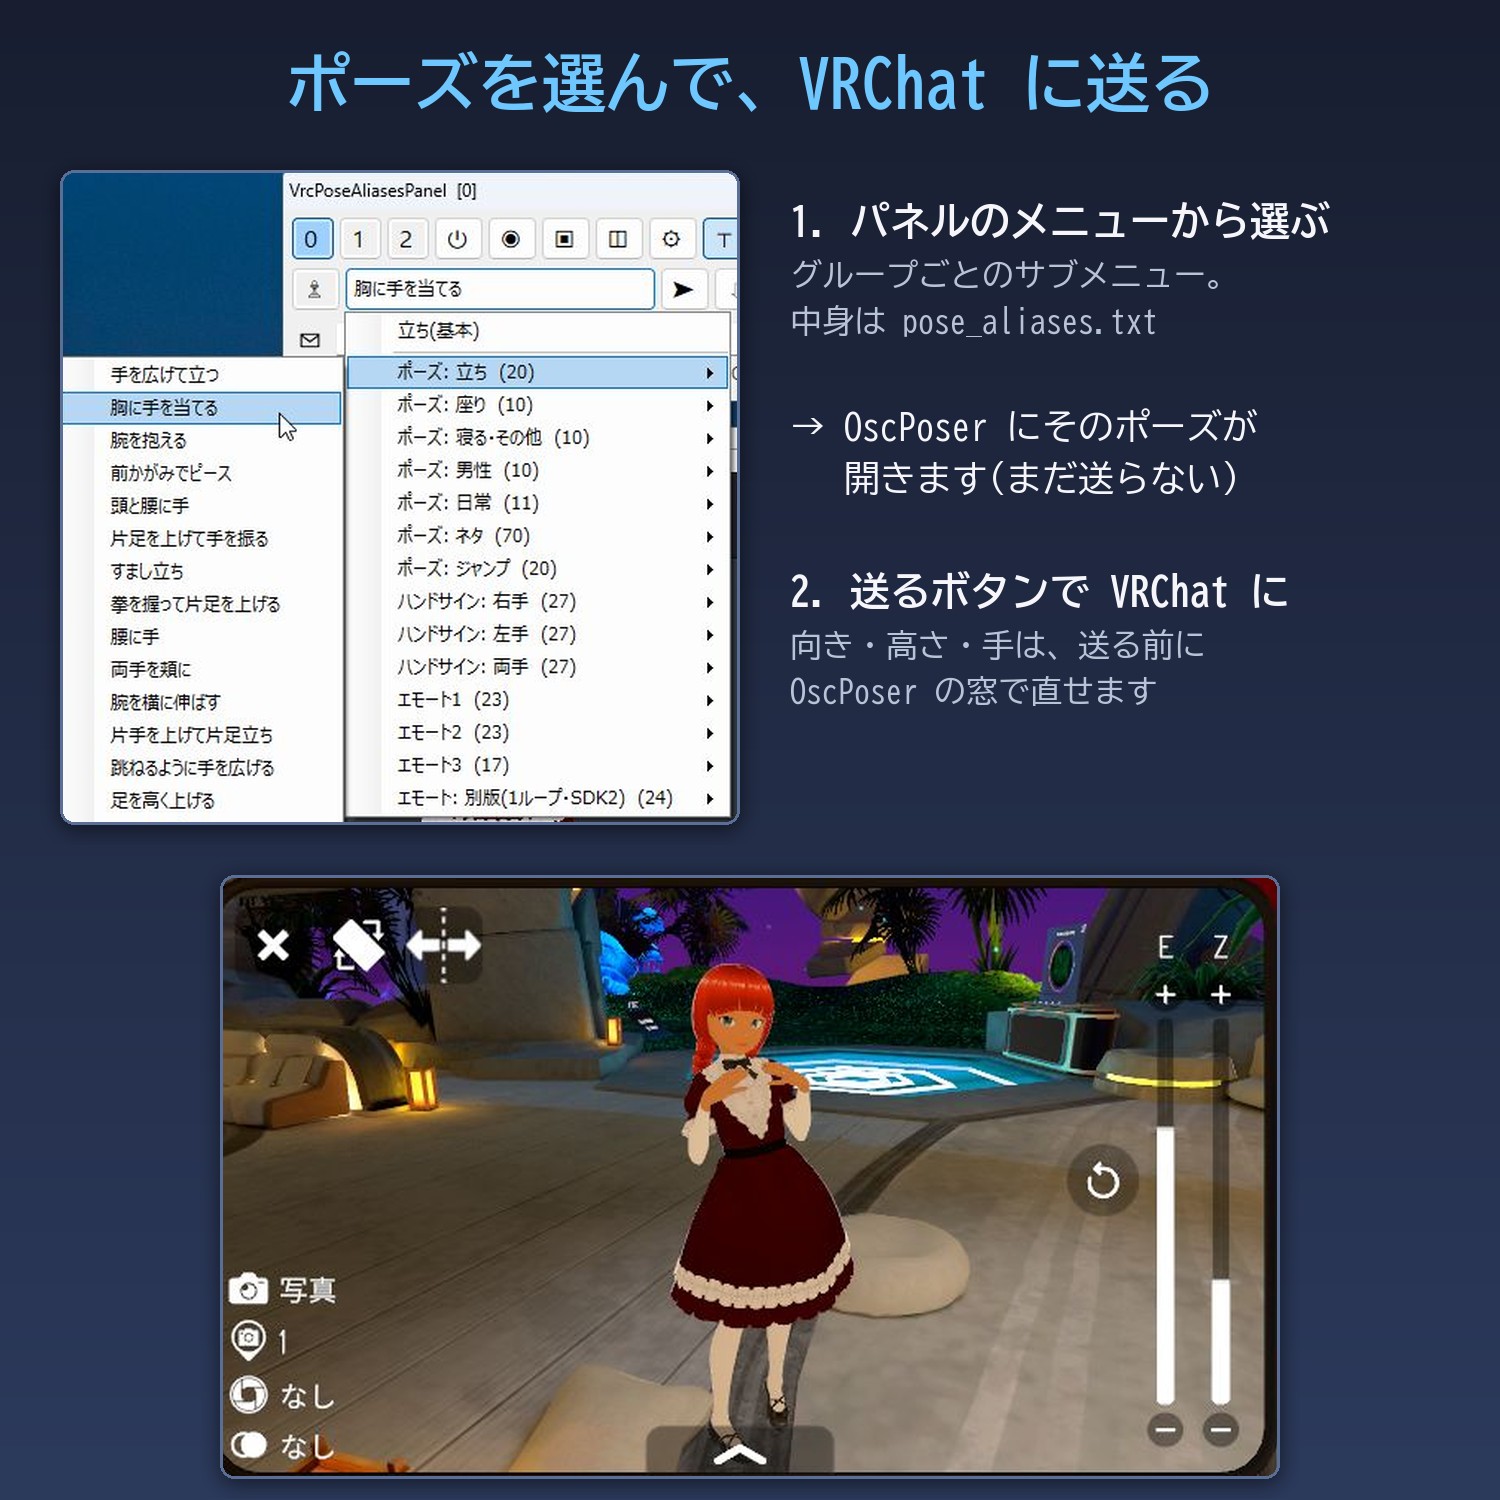 ポーズを選んで、VRChat に送る
VrcPoseAliasesPanel [0]
0 1 2
胸に手を当てる
立ち(基本)
ポーズ: 立ち (20)
ポーズ: 座り (10)
ポーズ: 寝る・その他 (10)
ポーズ: 男性 (10)
ポーズ: 日常 (11)
ポーズ: ネタ (70)
ポーズ: ジャンプ (20)
ハンドサイン: 右手 (27)
ハンドサイン: 左手 (27)
ハンドサイン: 両手 (27)
エモート1 (23)
エモート2 (23)
エモート3 (17)
エモート: 別版(1ループ・SDK2) (24)
手を広げて立つ
胸に手を当てる
腕を抱える
前かがみでピース
頭と腰に手
片足を上げて手を振る
すまし立ち
拳を握って片足を上げる
腰に手
両手を頬に
腕を横に伸ばす
片手を上げて片足立ち
跳ねるように手を広げる
足を高く上げる
1. パネルのメニューから選ぶ
グループごとのサブメニュー。
中身は pose_aliases.txt
→ OscPoser にそのポーズが
開きます(まだ送らない)
2. 送るボタンで VRChat に
向き・高さ・手は、送る前に
OscPoser の窓で直せます
E Z
写真
1
なし
なし